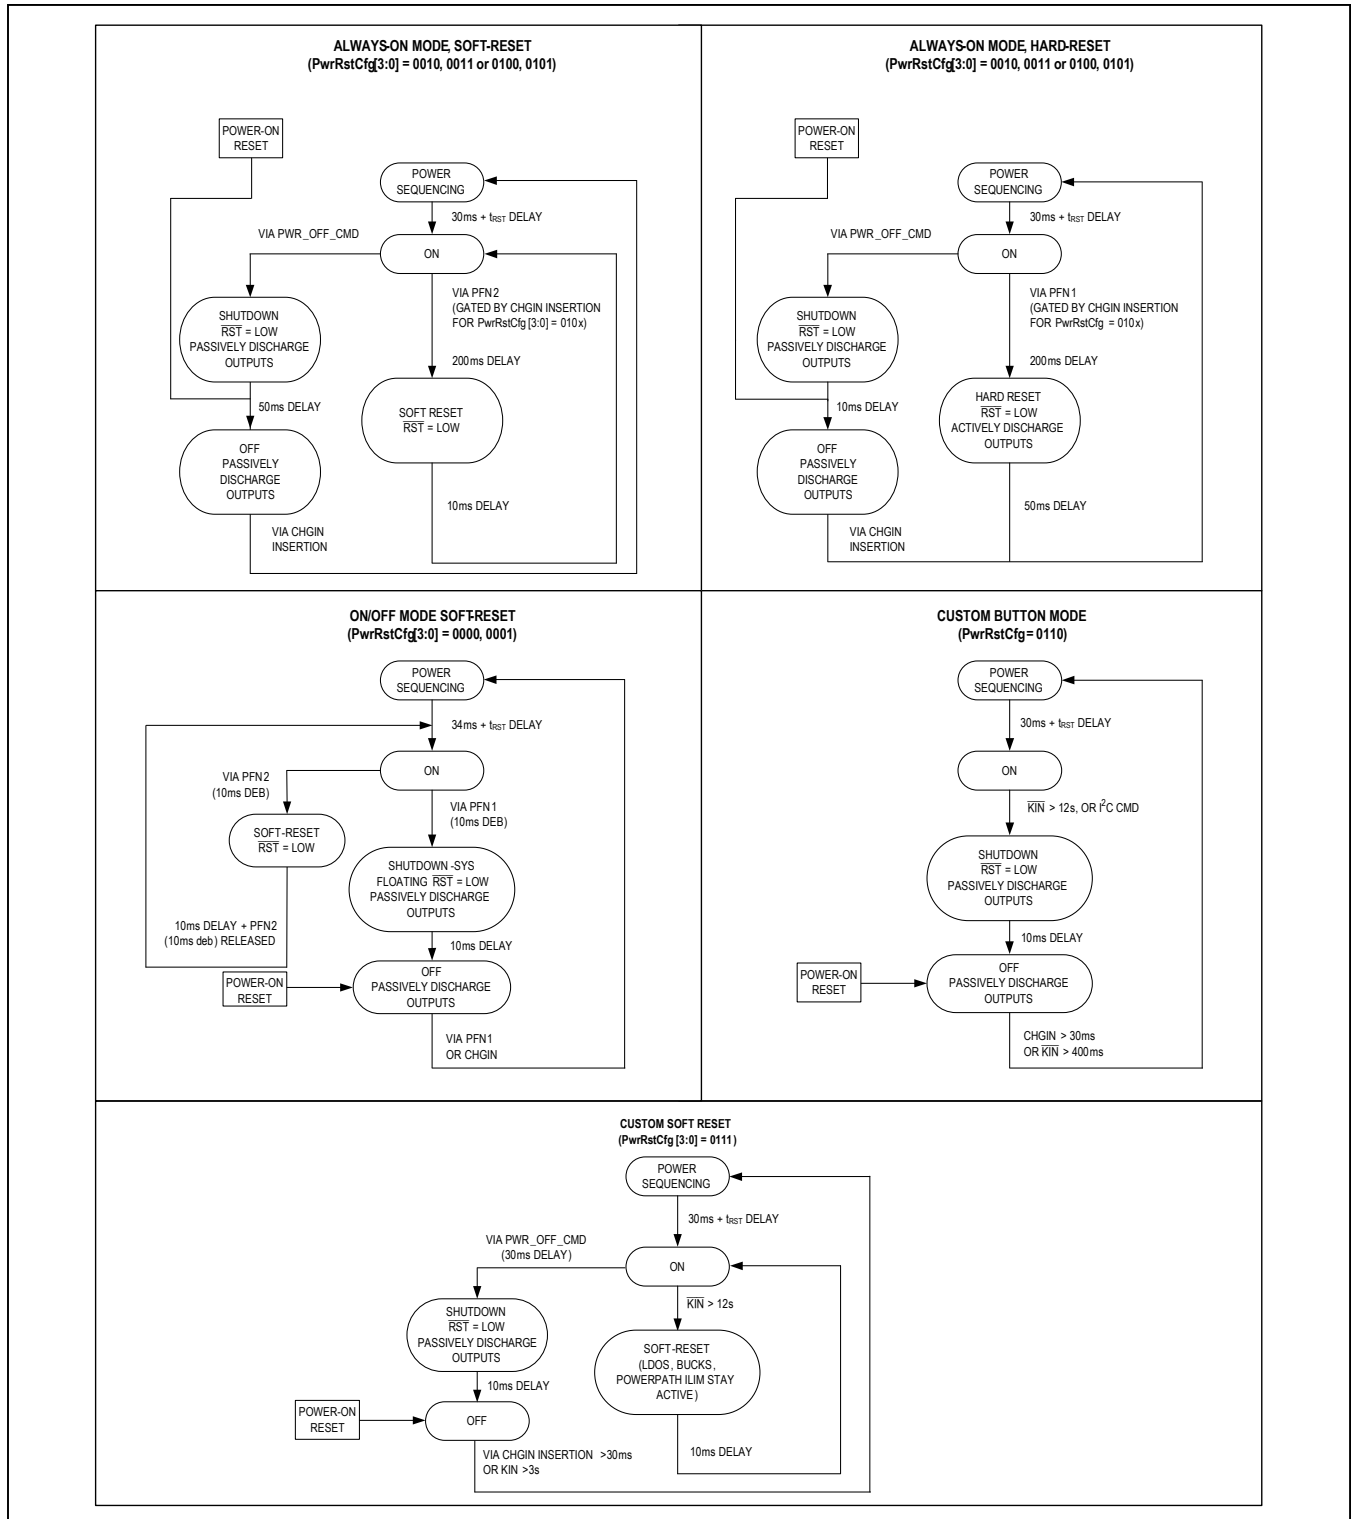 ALWAYS-ON MODE, SOFT-RESET
(PwrRstCfg[3:0] = 0010, 0011 or 0100, 0101)
POWER-ON
RESET
POWER
SEQUENCING
30ms + tRST DELAY
VIA PWR_OFF_CMD
ON
VIA PFN2
(GATED BY CHGIN INSERTION
FOR PwrRstCfg [3:0] = 010x)
SHUTDOWN
RST = LOW
PASSIVELY DISCHARGE
OUTPUTS
200ms DELAY
50ms DELAY
SOFT RESET
RST = LOW
OFF
PASSIVELY
DISCHARGE
OUTPUTS
10ms DELAY
VIA CHGIN
INSERTION
ALWAYS-ON MODE, HARD-RESET
(PwrRstCfg[3:0] = 0010, 0011 or 0100, 0101)
POWER-ON
RESET
POWER
SEQUENCING
30ms + tRST DELAY
VIA PWR_OFF_CMD
ON
VIA PFN1
(GATED BY CHGIN INSERTION
FOR PwrRstCfg = 010x)
SHUTDOWN
RST = LOW
PASSIVELY DISCHARGE
OUTPUTS
200ms DELAY
10ms DELAY
HARD RESET
RST = LOW
ACTIVELY DISCHARGE
OUTPUTS
OFF
PASSIVELY
DISCHARGE
OUTPUTS
50ms DELAY
VIA CHGIN
INSERTION
ON/OFF MODE SOFT-RESET
(PwrRstCfg[3:0] = 0000, 0001)
POWER
SEQUENCING
34ms + tRST DELAY
ON
VIA PFN2
(10ms DEB)
VIA PFN1
(10ms DEB)
SOFT-RESET
RST = LOW
SHUTDOWN -SYS
FLOATING RST = LOW
PASSIVELY DISCHARGE
OUTPUTS
10ms DELAY + PFN2
(10ms deb) RELEASED
10ms DELAY
POWER-ON
RESET
OFF
PASSIVELY DISCHARGE
OUTPUTS
VIA PFN1
OR CHGIN
CUSTOM BUTTON MODE
(PwrRstCfg = 0110)
POWER
SEQUENCING
30ms + tRST DELAY
ON
KIN > 12s, OR I²C CMD
SHUTDOWN
RST = LOW
PASSIVELY DISCHARGE
OUTPUTS
10ms DELAY
POWER-ON
RESET
OFF
PASSIVELY DISCHARGE
OUTPUTS
CHGIN > 30ms
OR KIN > 400ms
CUSTOM SOFT RESET
(PwrRstCfg [3:0] = 0111)
POWER
SEQUENCING
30ms + tRST DELAY
VIA PWR_OFF_CMD
(30ms DELAY)
ON
KIN > 12s
SHUTDOWN
RST = LOW
PASSIVELY DISCHARGE
OUTPUTS
SOFT-RESET
(LDOS, BUCKS,
POWERPATH ILIM STAY
ACTIVE)
10ms DELAY
POWER-ON
RESET
OFF
10ms DELAY
VIA CHGIN INSERTION >30ms
OR KIN >3s